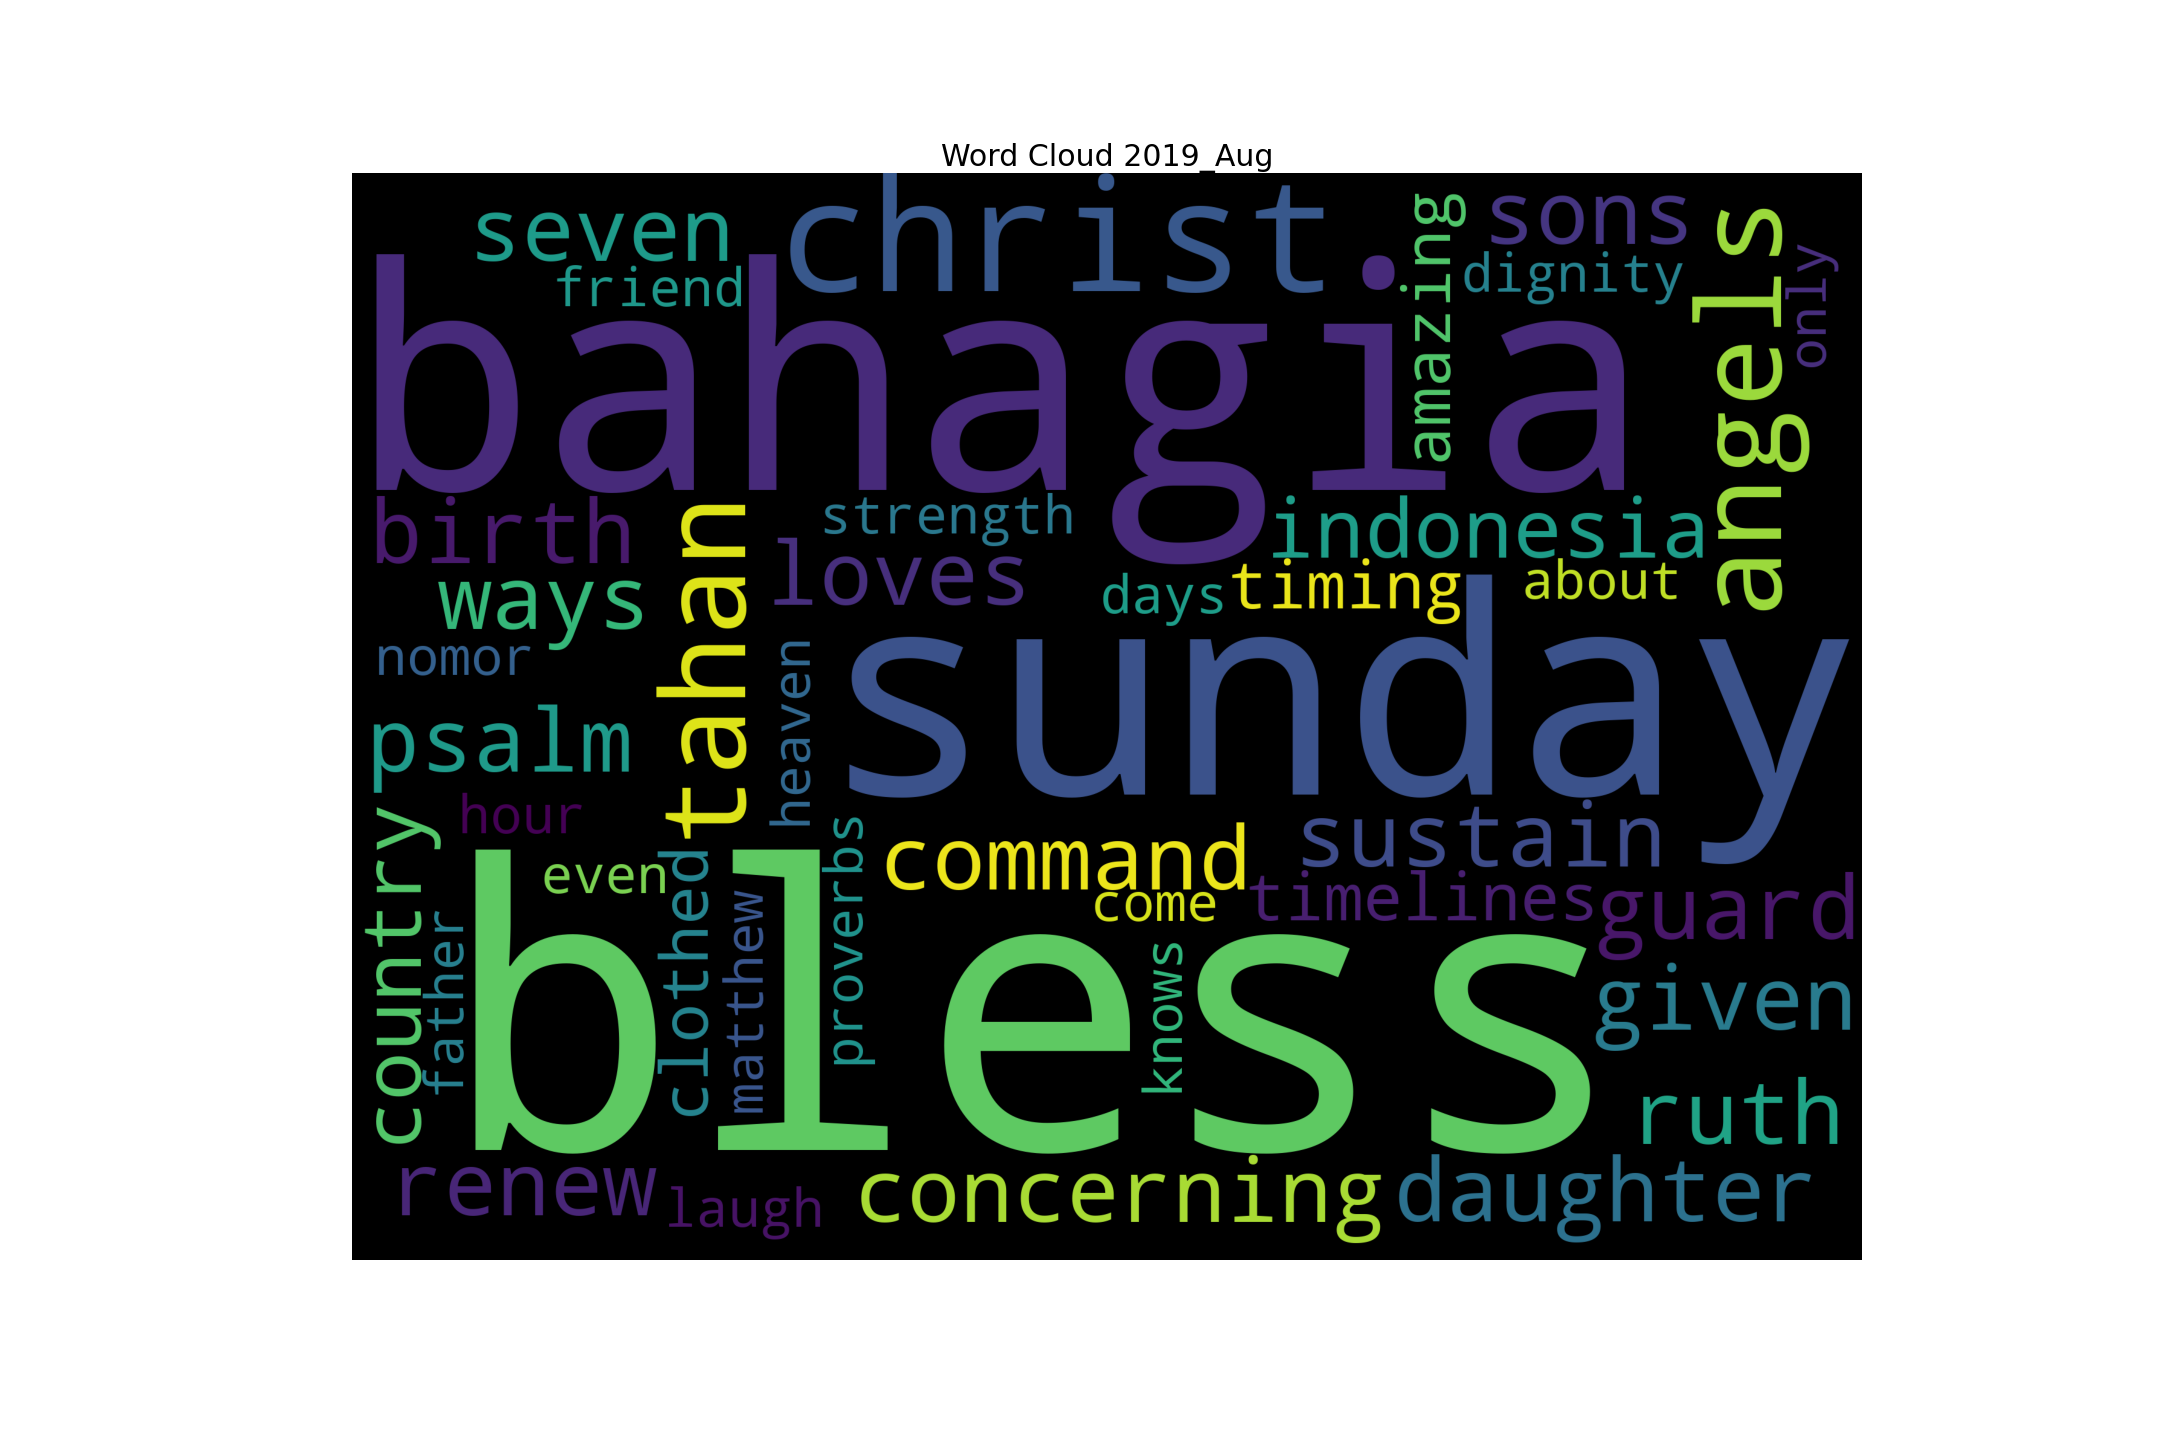 Word Cloud 2019_Aug
seven
christ
amazing
sons
angels
friend
dignity
only
bahagia
birth
tahan
strength
indonesia
loves
ways
days
timing
about
nomor
heaven
sunday
psalm
hour
country
proverbs
command
sustain
even
clothed
come
timelines
guard
father
matthew
bless
knows
given
ruth
renew
laugh
concerning
daughter